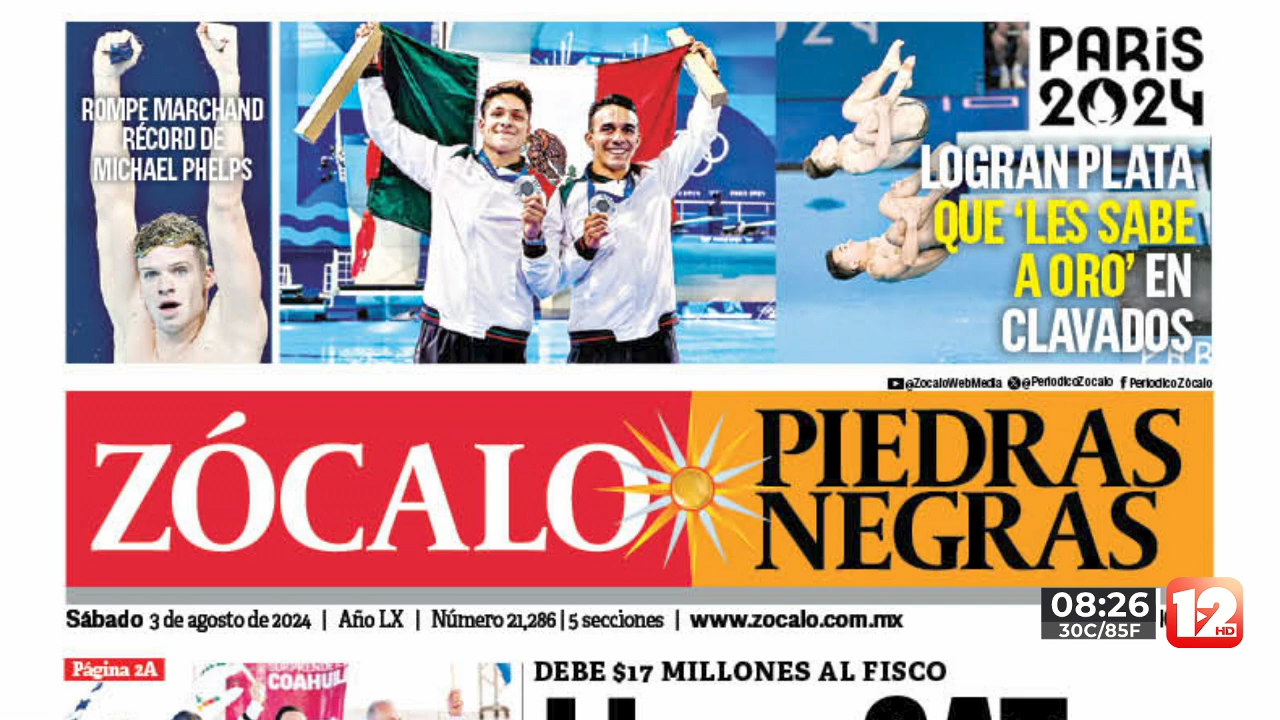 ROMPE MARCHAND
RÉCORD DE
MICHAEL PHELPS
PARIS
2024
LOGRAN PLATA
QUE ‘LES SABE
A ORO’ EN
CLAVADOS
@ZocaloWebMedia @PeriodicoZocalo PeriodicoZócalo
ZÓCALO
PIEDRAS
NEGRAS
Sábado 3 de agosto de 2024 | Año LX | Número 21,286 | 5 secciones | www.zocalo.com.mx
08:26
30C/85F
12
HD
Página 2A
COAHUILA
DEBE $17 MILLONES AL FISCO
SAT